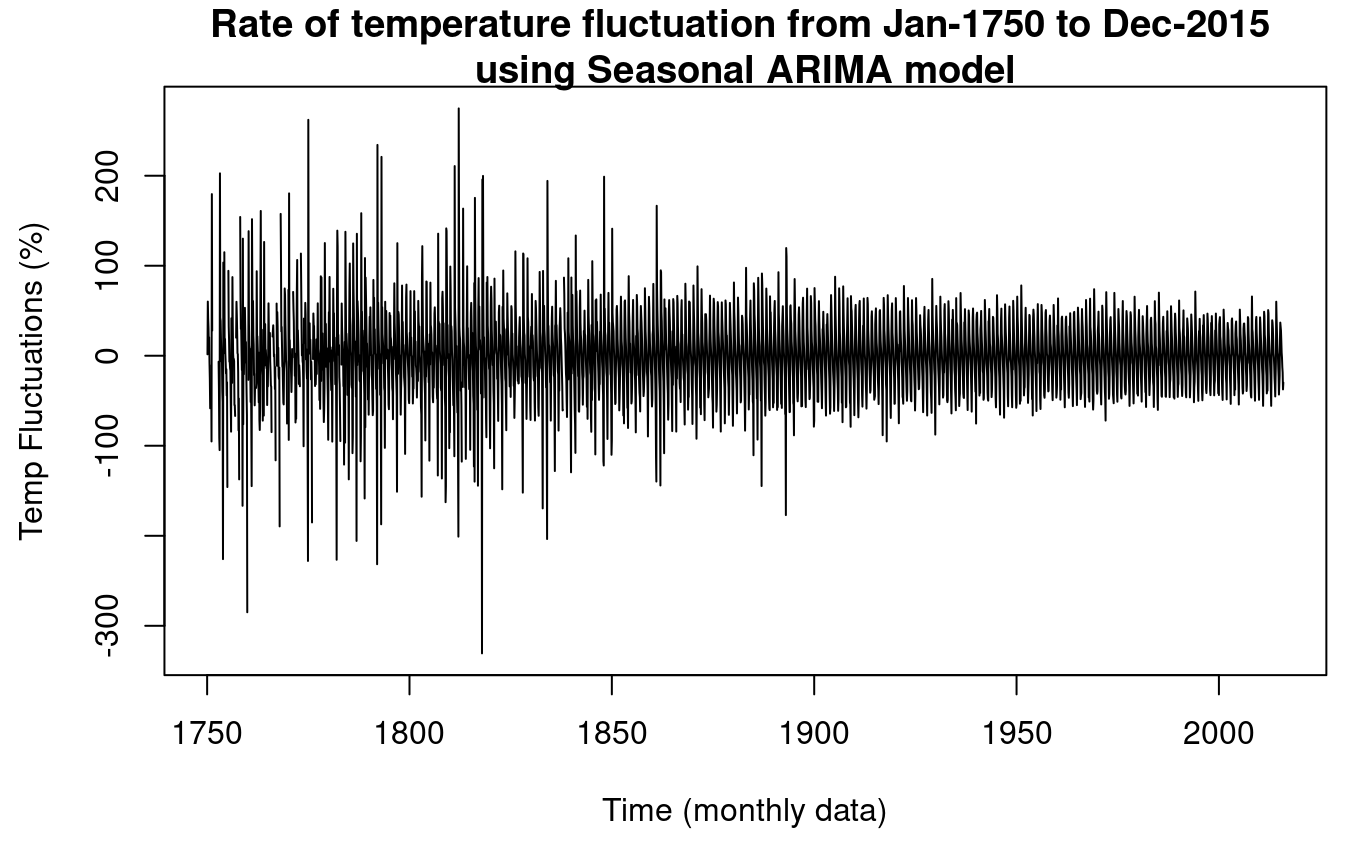 Rate of temperature fluctuation from Jan-1750 to Dec-2015
using Seasonal ARIMA model
Temp Fluctuations (%)
200
100
0
-100
-300
1750 1800 1850 1900 1950 2000
Time (monthly data)